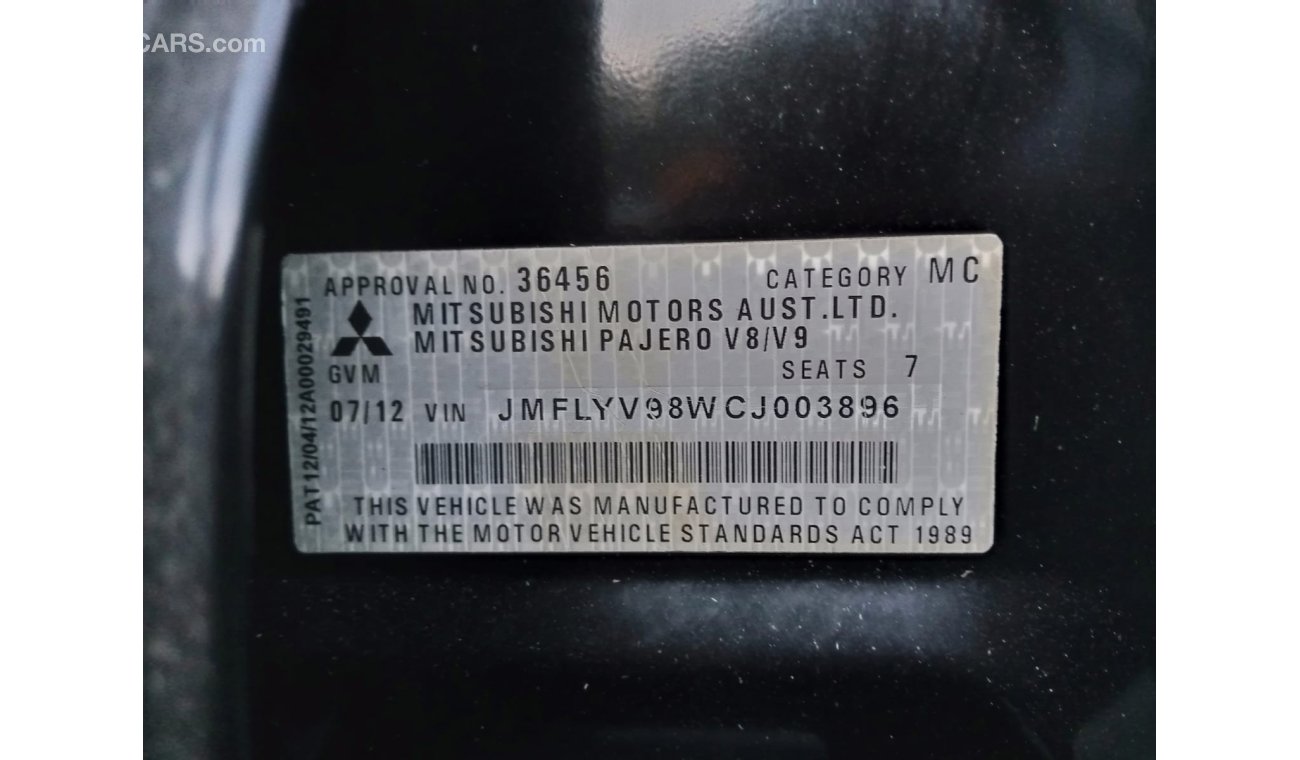 CARS.com
APPROVAL NO. 36456 CATEGORY MC
MITSUBISHI MOTORS AUST.LTD.
MITSUBISHI PAJERO V8/V9
GVM SEATS 7
07/12 VIN JMFLYV98WCJ003896
THIS VEHICLE WAS MANUFACTURED TO COMPLY
WITH THE MOTOR VEHICLE STANDARDS ACT 1989
PAT12/04/12A00029491